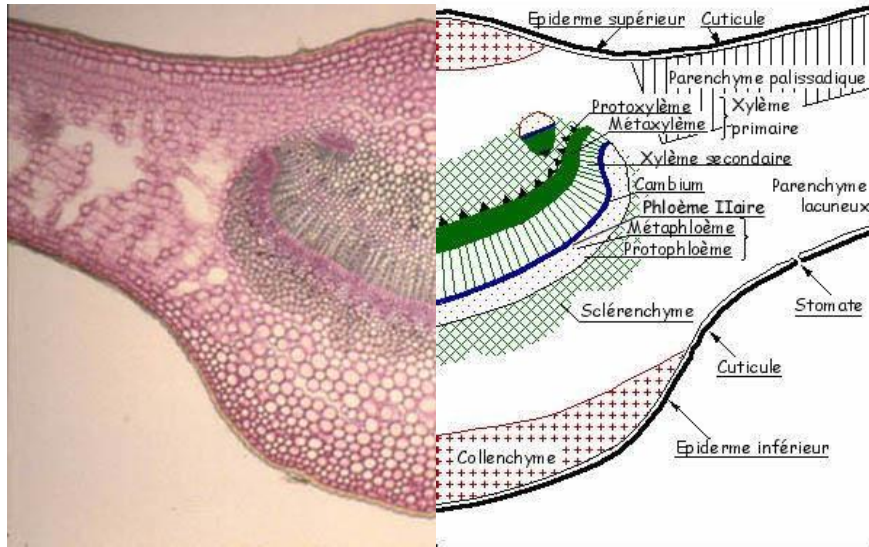 Epiderme supérieur
Cuticule
Parenchyme palissadique
Protoxylème
Métaxylème
Xylème
primaire
Xylème secondaire
Cambium
Parenchyme
lacuneux
Phloème IIaire
Métaphloème
Protophloème
Sclérenchyme
Stomate
Cuticule
Epiderme inférieur
Collenchyme